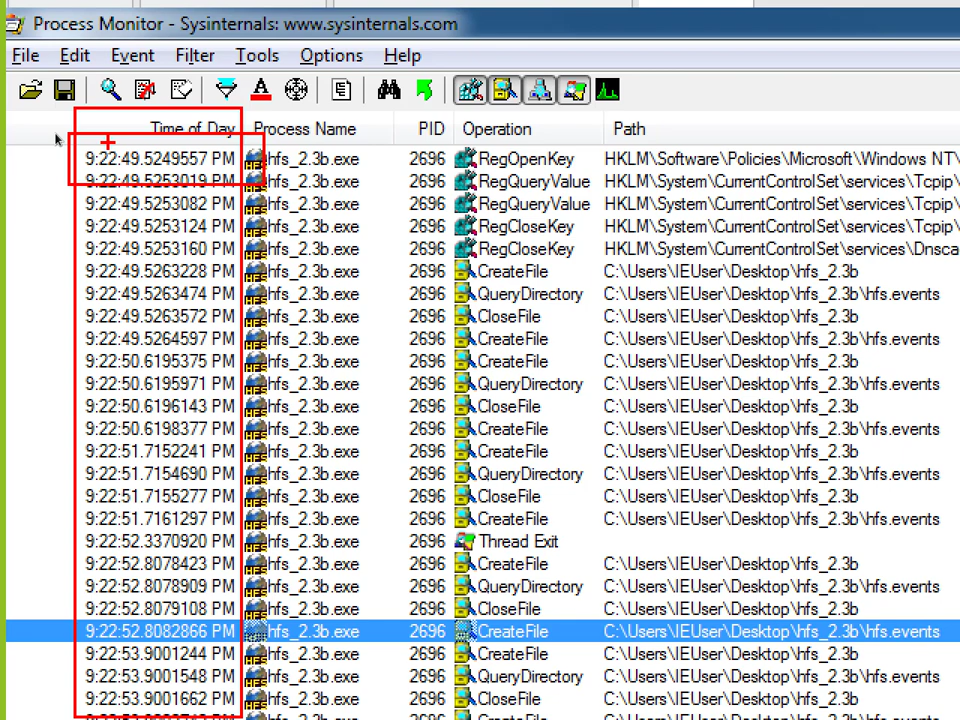 Process Monitor - Sysinternals: www.sysinternals.com
File Edit Event Filter Tools Options Help
Time of Day Process Name PID Operation Path
9:22:49.5249557 PM hfs_2.3b.exe 2696 RegOpenKey HKLM\Software\Policies\Microsoft\Windows NT\
9:22:49.5253019 PM hfs_2.3b.exe 2696 RegQueryValue HKLM\System\CurrentControlSet\services\Tcpip\
9:22:49.5253082 PM hfs_2.3b.exe 2696 RegQueryValue HKLM\System\CurrentControlSet\services\Tcpip\
9:22:49.5253124 PM hfs_2.3b.exe 2696 RegCloseKey HKLM\System\CurrentControlSet\services\Tcpip\
9:22:49.5253160 PM hfs_2.3b.exe 2696 RegCloseKey HKLM\System\CurrentControlSet\services\Dnsca
9:22:49.5263228 PM hfs_2.3b.exe 2696 CreateFile C:\Users\IEUser\Desktop\hfs_2.3b
9:22:49.5263474 PM hfs_2.3b.exe 2696 QueryDirectory C:\Users\IEUser\Desktop\hfs_2.3b\hfs.events
9:22:49.5263572 PM hfs_2.3b.exe 2696 CloseFile C:\Users\IEUser\Desktop\hfs_2.3b
9:22:49.5264597 PM hfs_2.3b.exe 2696 CreateFile C:\Users\IEUser\Desktop\hfs_2.3b\hfs.events
9:22:50.6195375 PM hfs_2.3b.exe 2696 CreateFile C:\Users\IEUser\Desktop\hfs_2.3b
9:22:50.6195971 PM hfs_2.3b.exe 2696 QueryDirectory C:\Users\IEUser\Desktop\hfs_2.3b\hfs.events
9:22:50.6196143 PM hfs_2.3b.exe 2696 CloseFile C:\Users\IEUser\Desktop\hfs_2.3b
9:22:50.6198377 PM hfs_2.3b.exe 2696 CreateFile C:\Users\IEUser\Desktop\hfs_2.3b\hfs.events
9:22:51.7152241 PM hfs_2.3b.exe 2696 CreateFile C:\Users\IEUser\Desktop\hfs_2.3b
9:22:51.7154690 PM hfs_2.3b.exe 2696 QueryDirectory C:\Users\IEUser\Desktop\hfs_2.3b\hfs.events
9:22:51.7155277 PM hfs_2.3b.exe 2696 CloseFile C:\Users\IEUser\Desktop\hfs_2.3b
9:22:51.7161297 PM hfs_2.3b.exe 2696 CreateFile C:\Users\IEUser\Desktop\hfs_2.3b\hfs.events
9:22:52.3370920 PM hfs_2.3b.exe 2696 Thread Exit
9:22:52.8078423 PM hfs_2.3b.exe 2696 CreateFile C:\Users\IEUser\Desktop\hfs_2.3b
9:22:52.8078909 PM hfs_2.3b.exe 2696 QueryDirectory C:\Users\IEUser\Desktop\hfs_2.3b\hfs.events
9:22:52.8079108 PM hfs_2.3b.exe 2696 CloseFile C:\Users\IEUser\Desktop\hfs_2.3b
9:22:52.8082866 PM hfs_2.3b.exe 2696 CreateFile C:\Users\IEUser\Desktop\hfs_2.3b\hfs.events
9:22:53.9001244 PM hfs_2.3b.exe 2696 CreateFile C:\Users\IEUser\Desktop\hfs_2.3b
9:22:53.9001548 PM hfs_2.3b.exe 2696 QueryDirectory C:\Users\IEUser\Desktop\hfs_2.3b\hfs.events
9:22:53.9001662 PM hfs_2.3b.exe 2696 CloseFile C:\Users\IEUser\Desktop\hfs_2.3b